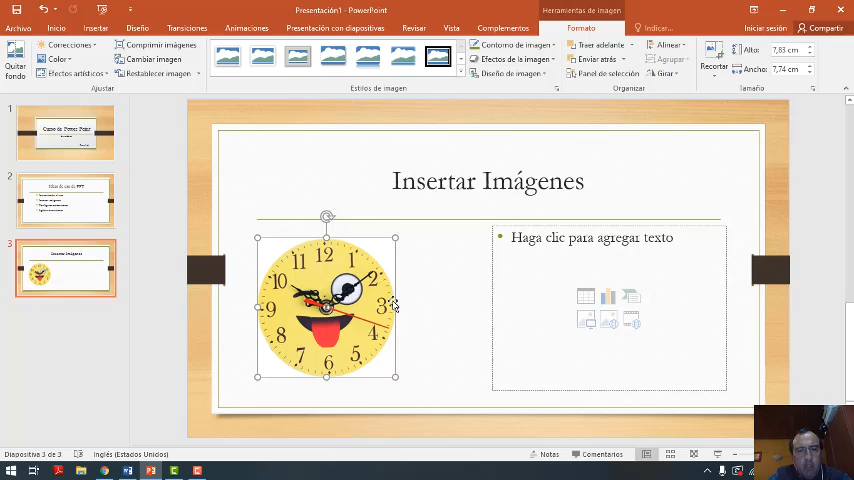 Presentación1 - PowerPoint
Herramientas de imagen
Archivo
Inicio
Insertar
Diseño
Transiciones
Animaciones
Presentación con diapositivas
Revisar
Vista
Complementos
Formato
Indicar...
Iniciar sesión
Compartir
Quitar fondo
Correcciones
Color
Efectos artísticos
Comprimir imágenes
Cambiar imagen
Restablecer imagen
Ajustar
Estilos de imagen
Contorno de imagen
Efectos de la imagen
Diseño de imagen
Traer adelante
Enviar atrás
Panel de selección
Alinear
Agrupar
Girar
Organizar
Recortar
Alto: 7,83 cm
Ancho: 7,74 cm
Tamaño
1
Curso de Power Point
2
3
Insertar Imágenes
Insertar Imágenes
12
1
2
3
4
5
6
7
8
9
10
11
Haga clic para agregar texto
Diapositiva 3 de 3
Inglés (Estados Unidos)
Notas
Comentarios